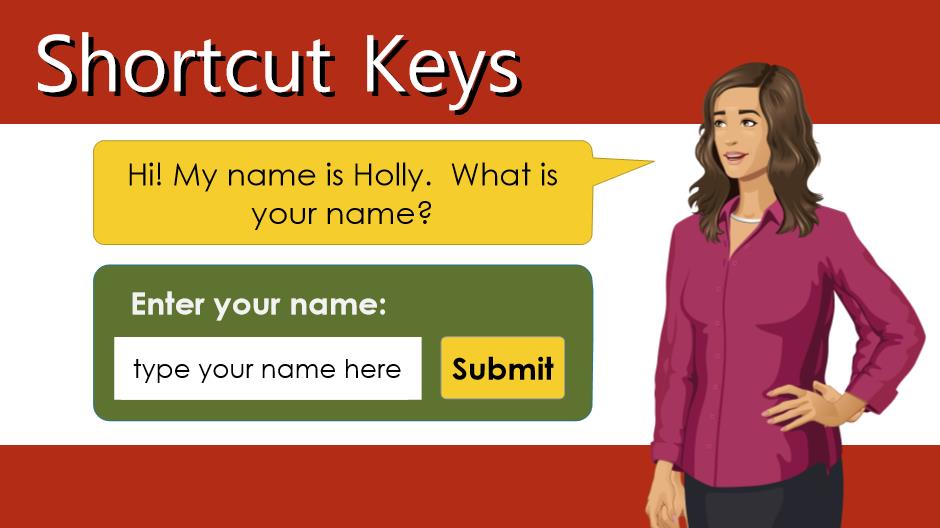 Shortcut Keys
Hi! My name is Holly.  What is
your name?
Enter your name:
type your name here
Submit